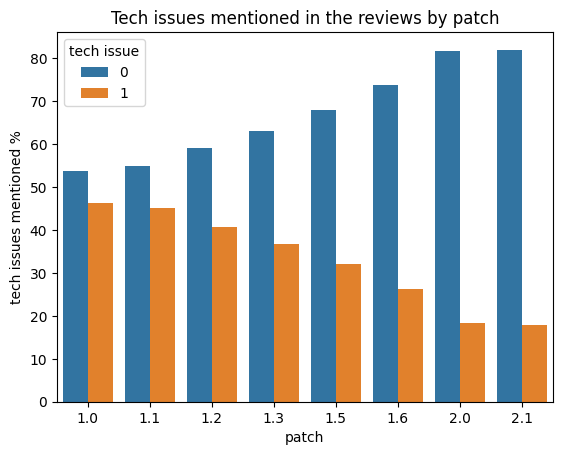 Tech issues mentioned in the reviews by patch
tech issue
0
1
tech issues mentioned %
80
70
60
50
40
30
20
10
0
1.0 1.1 1.2 1.3 1.5 1.6 2.0 2.1
patch